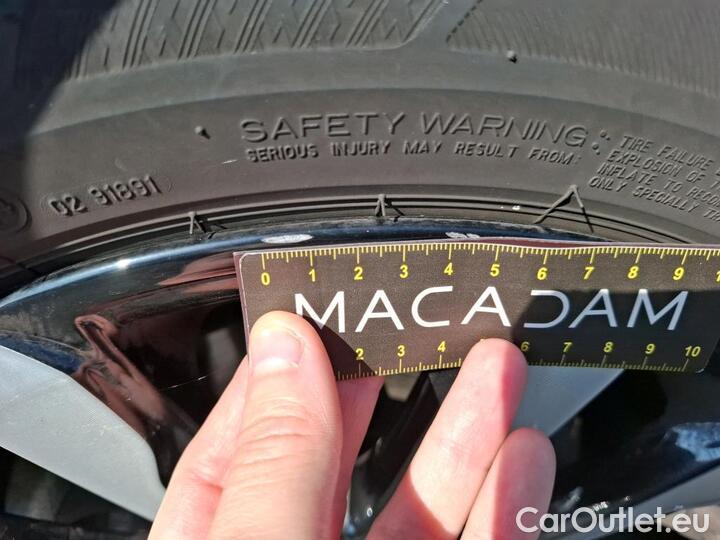 SAFETY WARNING
SERIOUS INJURY MAY RESULT FROM:
TIRE FAILURE
EXPLOSION OF
INFLATE TO
ONLY SPECIALLY
02 91891
0 1 2 3 4 5 6 7 8 9
MACADAM
2 3 4 5 6 7 8 9 10
CarOutlet.eu